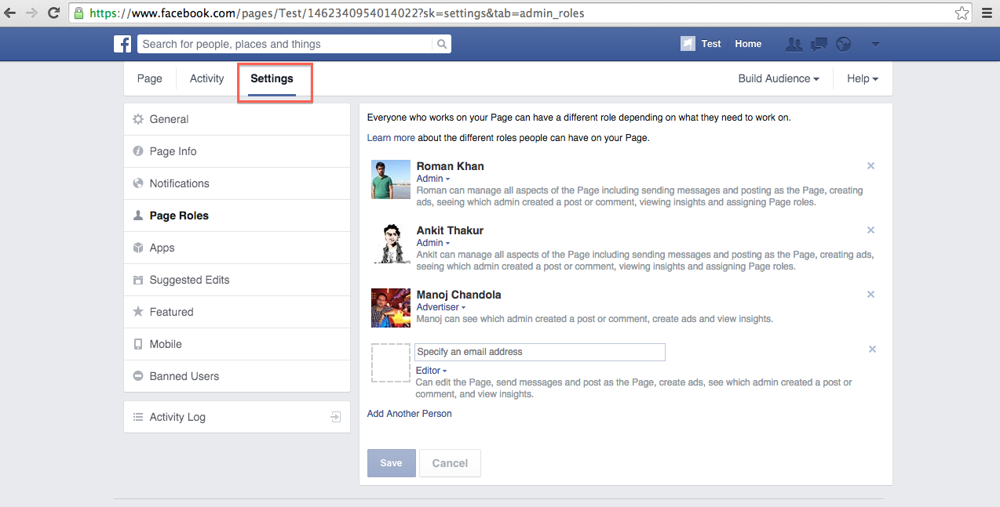 https://www.facebook.com/pages/Test/1462340954014022?sk=settings&tab=admin_roles
f Search for people, places and things Test Home
Page Activity Settings Build Audience Help
General
Page Info
Notifications
Page Roles
Apps
Suggested Edits
Featured
Mobile
Banned Users
Activity Log
Everyone who works on your Page can have a different role depending on what they need to work on.
Learn more about the different roles people can have on your Page.
Roman Khan
Admin
Roman can manage all aspects of the Page including sending messages and posting as the Page, creating
ads, seeing which admin created a post or comment, viewing insights and assigning Page roles.
Ankit Thakur
Admin
Ankit can manage all aspects of the Page including sending messages and posting as the Page, creating ads,
seeing which admin created a post or comment, viewing insights and assigning Page roles.
Manoj Chandola
Advertiser
Manoj can see which admin created a post or comment, create ads and view insights.
Specify an email address
Editor
Can edit the Page, send messages and post as the Page, create ads, see which admin created a post or
comment, and view insights.
Add Another Person
Save Cancel